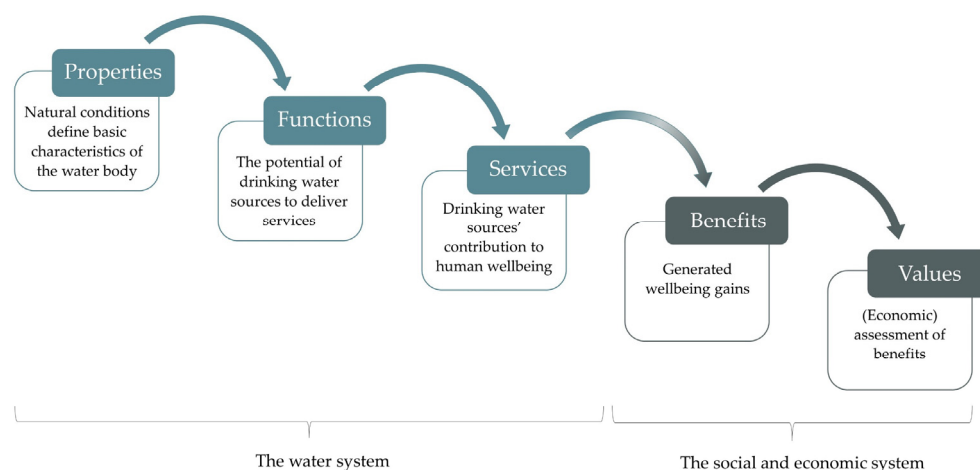 Properties
Natural conditions
define basic
characteristics of
the water body
Functions
The potential of
drinking water
sources to deliver
services
Services
Drinking water
sources’
contribution to
human wellbeing
Benefits
Generated
wellbeing gains
Values
(Economic)
assessment of
benefits
The water system
The social and economic system